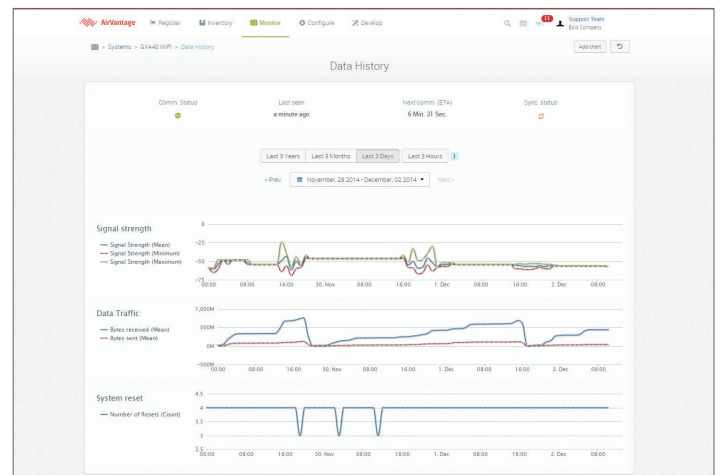 AirVantage Register Inventory Monitor Configure Develop 11 Support Team
Ecis Company
> Systems > GX440 WiFi > Data History Add chart
Data History
Comm. Status Last seen Next comm. (ETA) Sync. status
a minute ago 6 Min. 31 Sec.
Last 3 Years Last 3 Months Last 3 Days Last 3 Hours i
« Prev. November, 29 2014 - December, 02 2014 Next »
Signal strength
Signal Strength (Mean)
Signal Strength (Minimum)
Signal Strength (Maximum)
0
-25
-50
-75
00:00 08:00 16:00 30. Nov 08:00 16:00 1. Dec 08:00 16:00 2. Dec 08:00
Data Traffic
Bytes received (Mean)
Bytes sent (Mean)
1,000M
500M
0M
-500M
00:00 08:00 16:00 30. Nov 08:00 16:00 1. Dec 08:00 16:00 2. Dec 08:00
System reset
Number of Resets (Count)
4.5
4
3.5
3
2.5
00:00 08:00 16:00 30. Nov 08:00 16:00 1. Dec 08:00 16:00 2. Dec 08:00